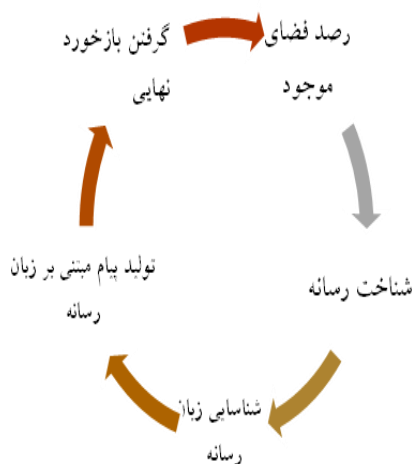 رصد فضای
موجود
شناخت رسانه
شناسایی زبان
رسانه
تولید پیام مبتنی بر زبان
رسانه
گرفتن بازخورد
نهایی